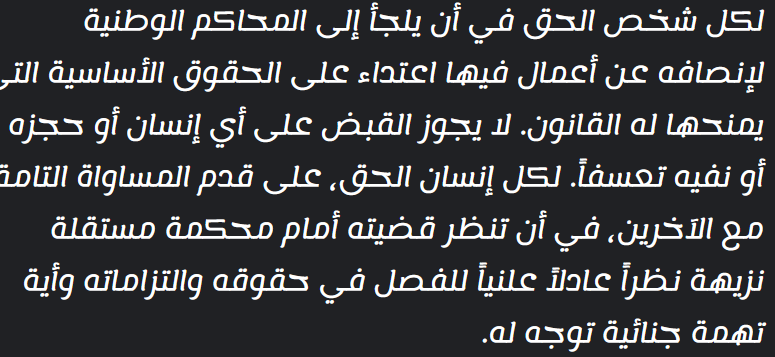 لكل شخص الحق في أن يلجأ إلى المحاكم الوطنية
لإنصافه عن أعمال فيها اعتداء على الحقوق الأساسية التي
يمنحها له القانون. لا يجوز القبض على أي إنسان أو حجزه
أو نفيه تعسفاً. لكل إنسان الحق، على قدم المساواة التامة
مع الآخرين، في أن تنظر قضيته أمام محكمة مستقلة
نزيهة نظراً عادلاً علنياً للفصل في حقوقه والتزاماته وأية
تهمة جنائية توجه له.